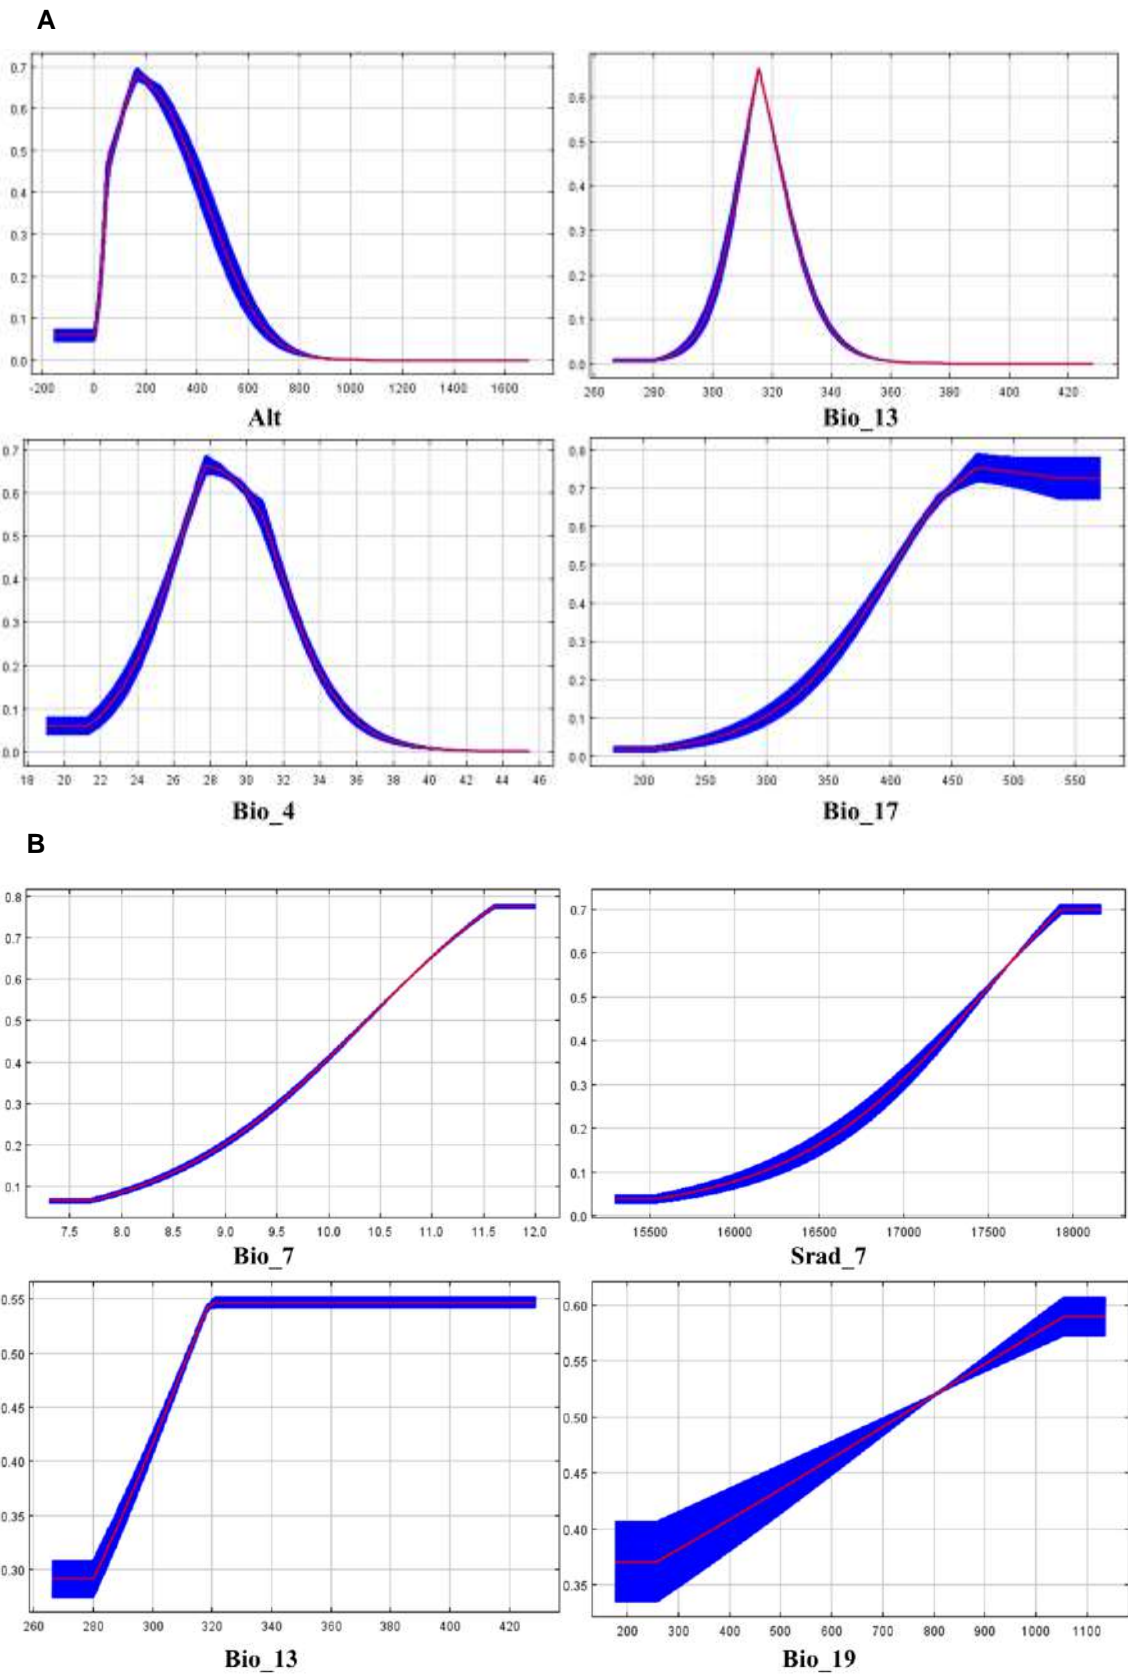 A
0.7 0.6 0.5 0.4 0.3 0.2 0.1 0.0
-200 0 200 400 600 800 1000 1200 1400 1600
Alt
0.6 0.5 0.4 0.3 0.2 0.1 0.0
260 280 300 320 340 360 380 400 420
Bio_13
0.7 0.6 0.5 0.4 0.3 0.2 0.1 0.0
18 20 22 24 26 28 30 32 34 36 38 40 42 44 46
Bio_4
0.8 0.7 0.6 0.5 0.4 0.3 0.2 0.1 0.0
200 250 300 350 400 450 500 550
Bio_17
B
0.8 0.7 0.6 0.5 0.4 0.3 0.2 0.1
7.5 8.0 8.5 9.0 9.5 10.0 10.5 11.0 11.5 12.0
Bio_7
0.7 0.6 0.5 0.4 0.3 0.2 0.1 0.0
15500 16000 16500 17000 17500 18000
Srad_7
0.55 0.50 0.45 0.40 0.35 0.30
260 280 300 320 340 360 380 400 420
Bio_13
0.60 0.55 0.50 0.45 0.40 0.35
200 300 400 500 600 700 800 900 1000 1100
Bio_19